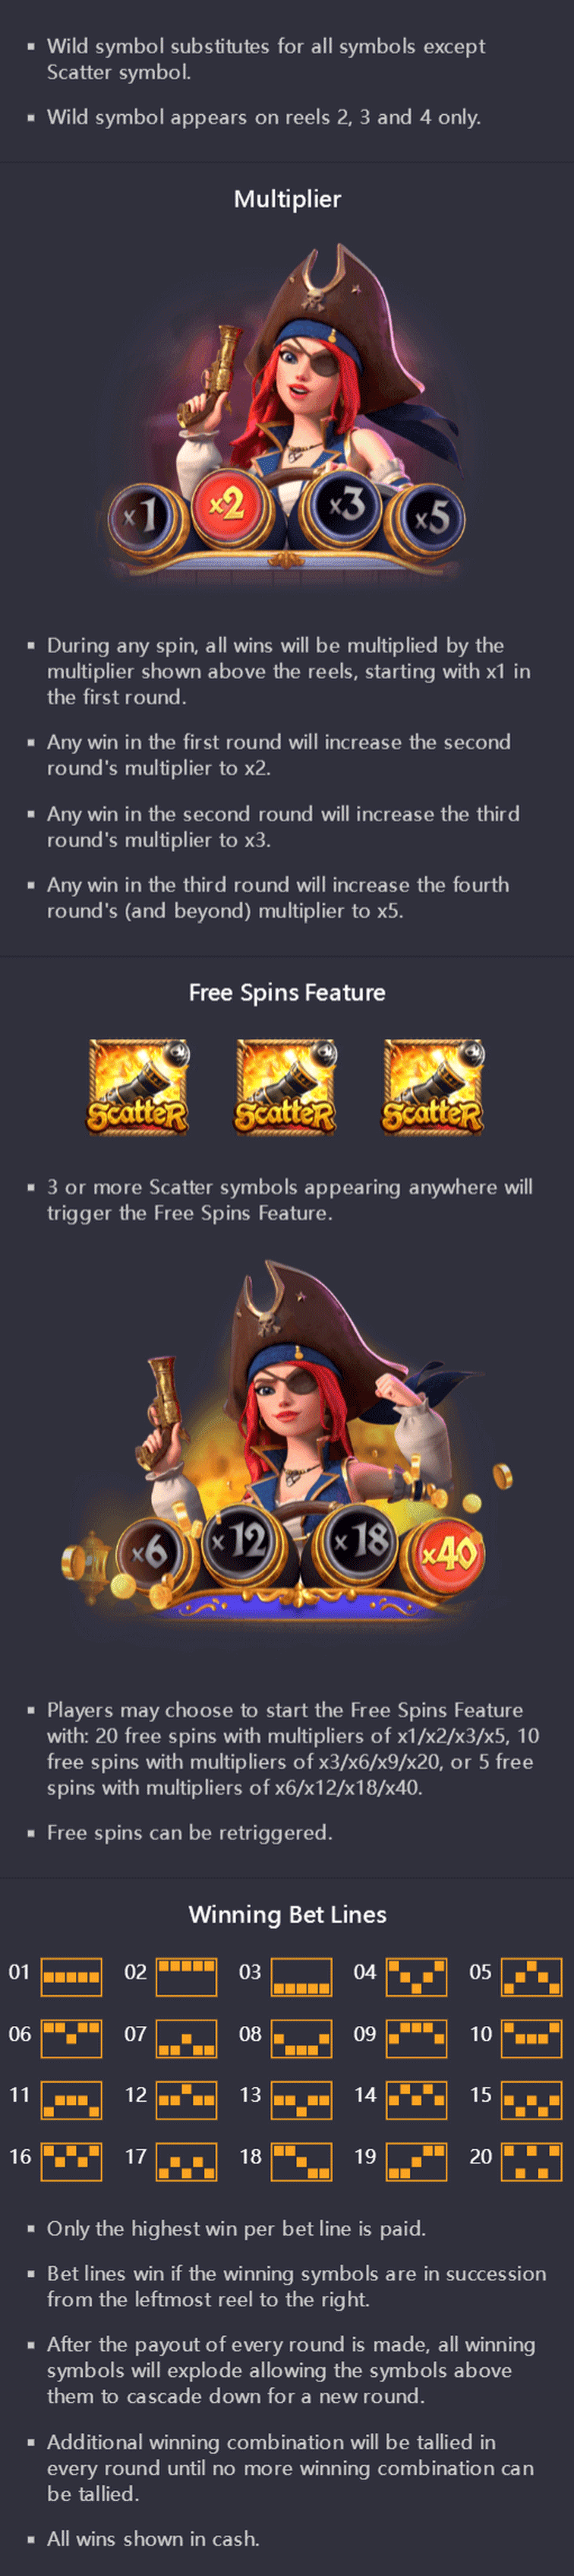 Wild symbol substitutes for all symbols except
Scatter symbol.
Wild symbol appears on reels 2, 3 and 4 only.
Multiplier
x1 x2 x3 x5
During any spin, all wins will be multiplied by the
multiplier shown above the reels, starting with x1 in
the first round.
Any win in the first round will increase the second
round's multiplier to x2.
Any win in the second round will increase the third
round's multiplier to x3.
Any win in the third round will increase the fourth
round's (and beyond) multiplier to x5.
Free Spins Feature
Scatter Scatter Scatter
3 or more Scatter symbols appearing anywhere will
trigger the Free Spins Feature.
x6 x12 x18 x40
Players may choose to start the Free Spins Feature
with: 20 free spins with multipliers of x1/x2/x3/x5, 10
free spins with multipliers of x3/x6/x9/x20, or 5 free
spins with multipliers of x6/x12/x18/x40.
Free spins can be retriggered.
Winning Bet Lines
01 02 03 04 05
06 07 08 09 10
11 12 13 14 15
16 17 18 19 20
Only the highest win per bet line is paid.
Bet lines win if the winning symbols are in succession
from the leftmost reel to the right.
After the payout of every round is made, all winning
symbols will explode allowing the symbols above
them to cascade down for a new round.
Additional winning combination will be tallied in
every round until no more winning combination can
be tallied.
All wins shown in cash.